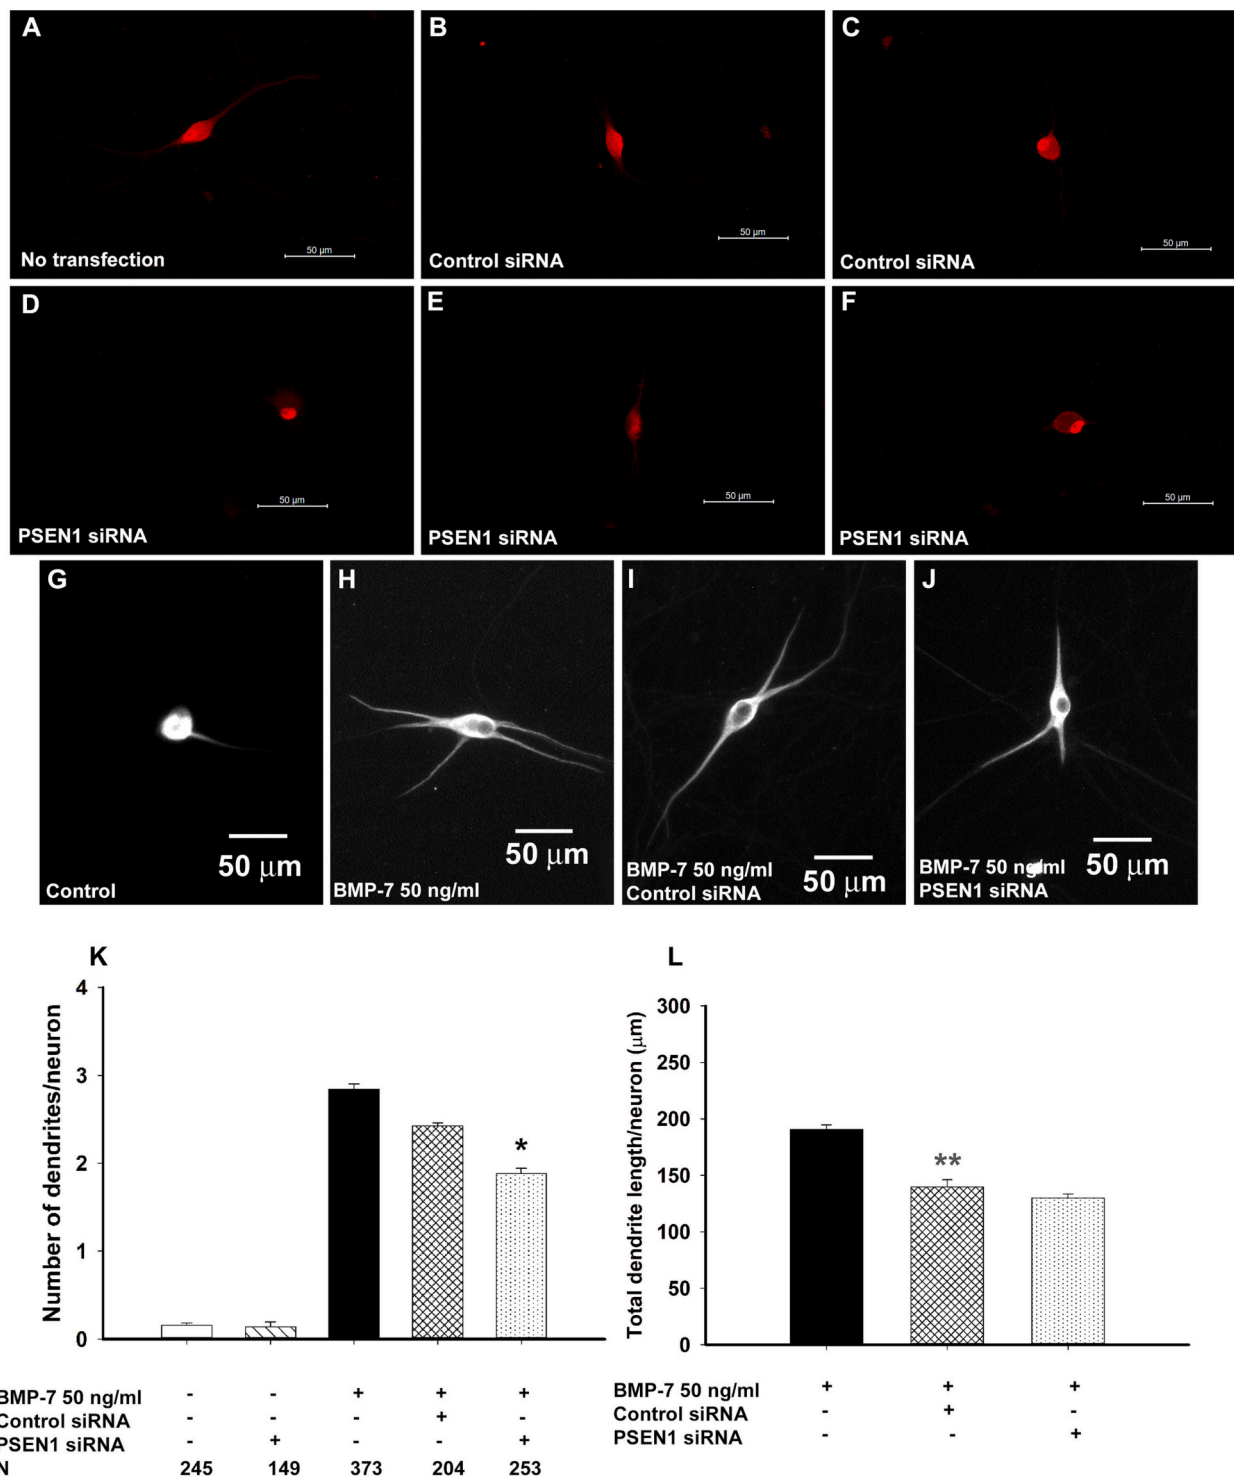 A
B
C
50 µm
50 µm
50 µm
No transfection
Control siRNA
Control siRNA
D
E
F
50 µm
50 µm
50 µm
PSEN1 siRNA
PSEN1 siRNA
PSEN1 siRNA
G
H
I
J
50 µm
50 µm
50 µm
50 µm
Control
BMP-7 50 ng/ml
BMP-7 50 ng/ml
Control siRNA
BMP-7 50 ng/ml
PSEN1 siRNA
K
Number of dendrites/neuron
4
3
2
1
0
*
BMP-7 50 ng/ml - - + + +
Control siRNA - - - + -
PSEN1 siRNA - + - - +
N 245 149 373 204 253
L
Total dendrite length/neuron (µm)
300
250
200
150
100
50
0
**
BMP-7 50 ng/ml + + +
Control siRNA - + -
PSEN1 siRNA - - +